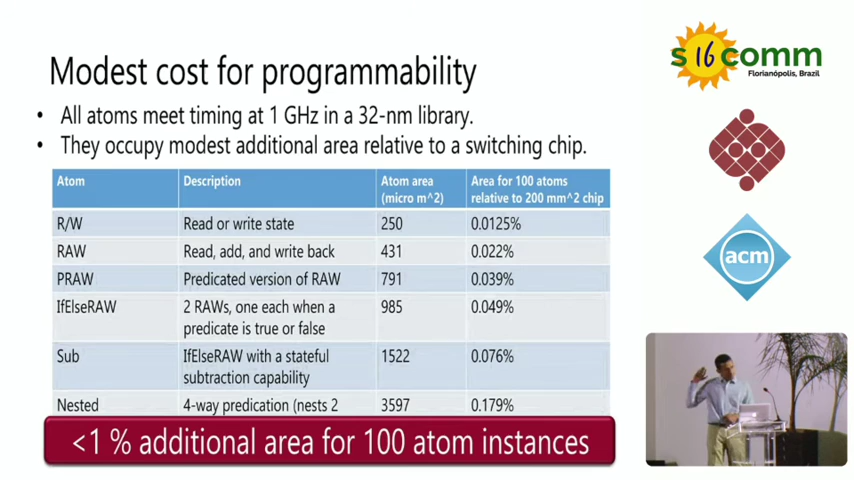 Modest cost for programmability
• All atoms meet timing at 1 GHz in a 32-nm library.
• They occupy modest additional area relative to a switching chip.
Atom Description Atom area (micro m^2) Area for 100 atoms relative to 200 mm^2 chip
R/W Read or write state 250 0.0125%
RAW Read, add, and write back 431 0.022%
PRAW Predicated version of RAW 791 0.039%
IfElseRAW 2 RAWs, one each when a predicate is true or false 985 0.049%
Sub IfElseRAW with a stateful subtraction capability 1522 0.076%
Nested 4-way predication (nests 2 3597 0.179%
<1 % additional area for 100 atom instances
s16comm
Florianópolis, Brazil
acm